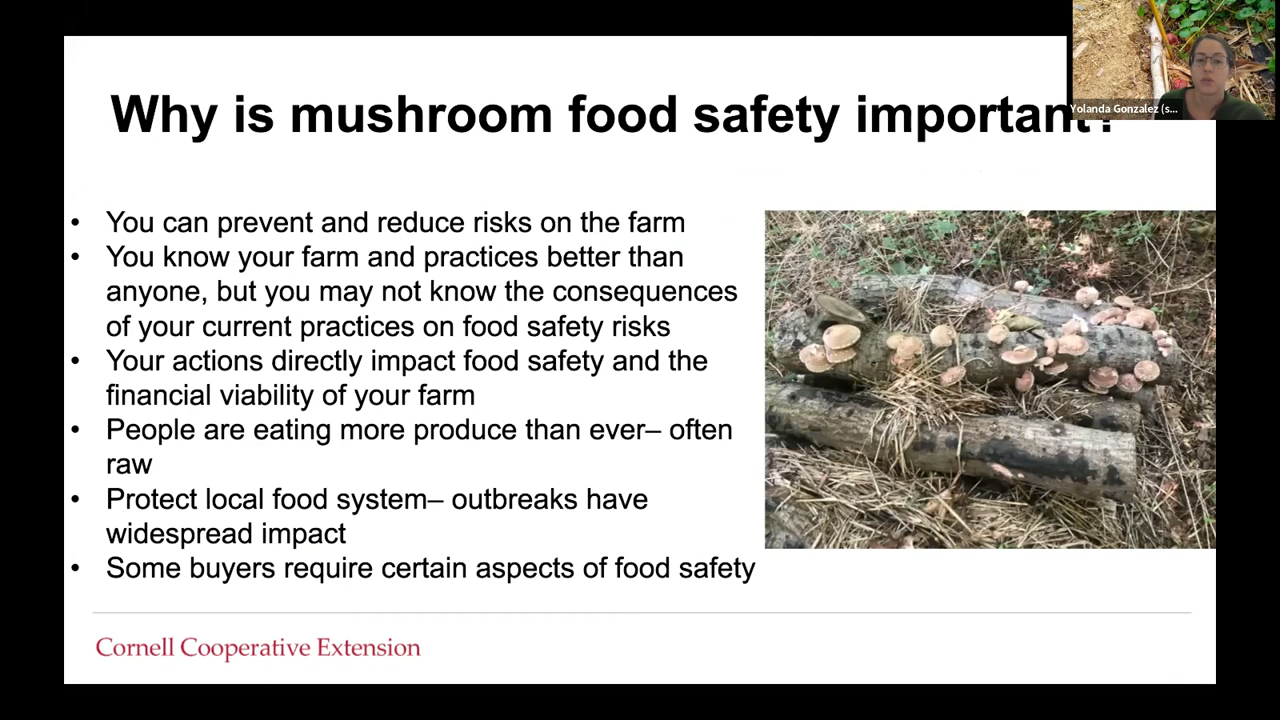 Why is mushroom food safety important?
Yolanda Gonzalez (s...
• You can prevent and reduce risks on the farm
• You know your farm and practices better than
anyone, but you may not know the consequences
of your current practices on food safety risks
• Your actions directly impact food safety and the
financial viability of your farm
• People are eating more produce than ever– often
raw
• Protect local food system– outbreaks have
widespread impact
• Some buyers require certain aspects of food safety
Cornell Cooperative Extension